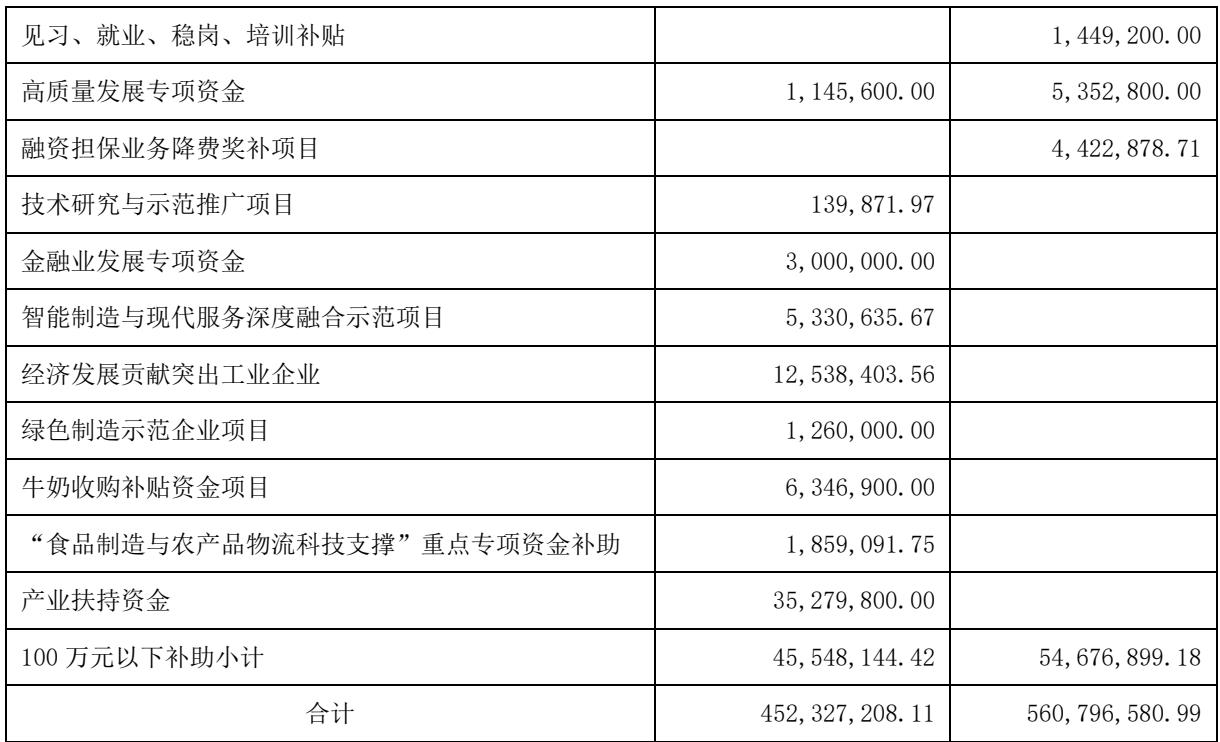 见习、就业、稳岗、培训补贴 1,449,200.00
高质量发展专项资金 1,145,600.00 5,352,800.00
融资担保业务降费奖补项目 4,422,878.71
技术研究与示范推广项目 139,871.97
金融业发展专项资金 3,000,000.00
智能制造与现代服务深度融合示范项目 5,330,635.67
经济发展贡献突出工业企业 12,538,403.56
绿色制造示范企业项目 1,260,000.00
牛奶收购补贴资金项目 6,346,900.00
“食品制造与农产品物流科技支撑”重点专项资金补助 1,859,091.75
产业扶持资金 35,279,800.00
100 万元以下补助小计 45,548,144.42 54,676,899.18
合计 452,327,208.11 560,796,580.99